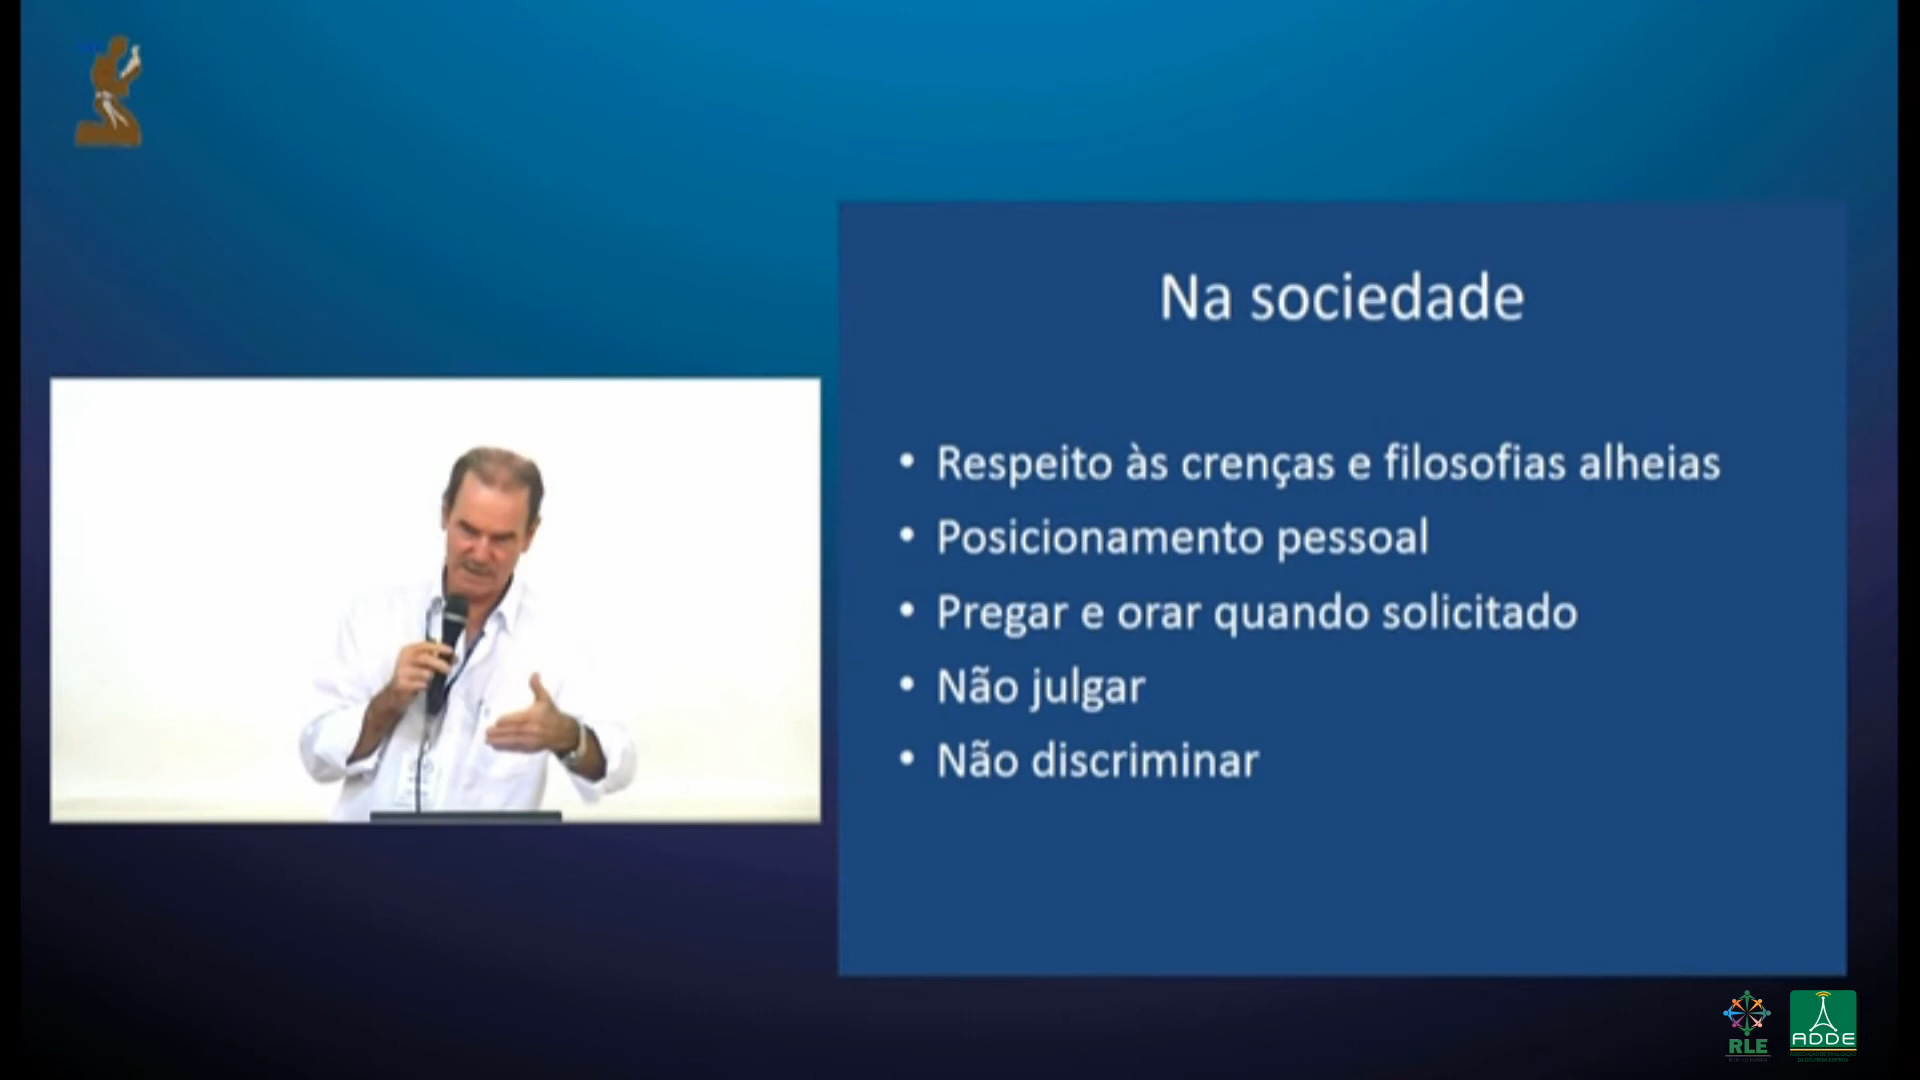 Na sociedade
• Respeito às crenças e filosofias alheias
• Posicionamento pessoal
• Pregar e orar quando solicitado
• Não julgar
• Não discriminar
RLE
ADDE